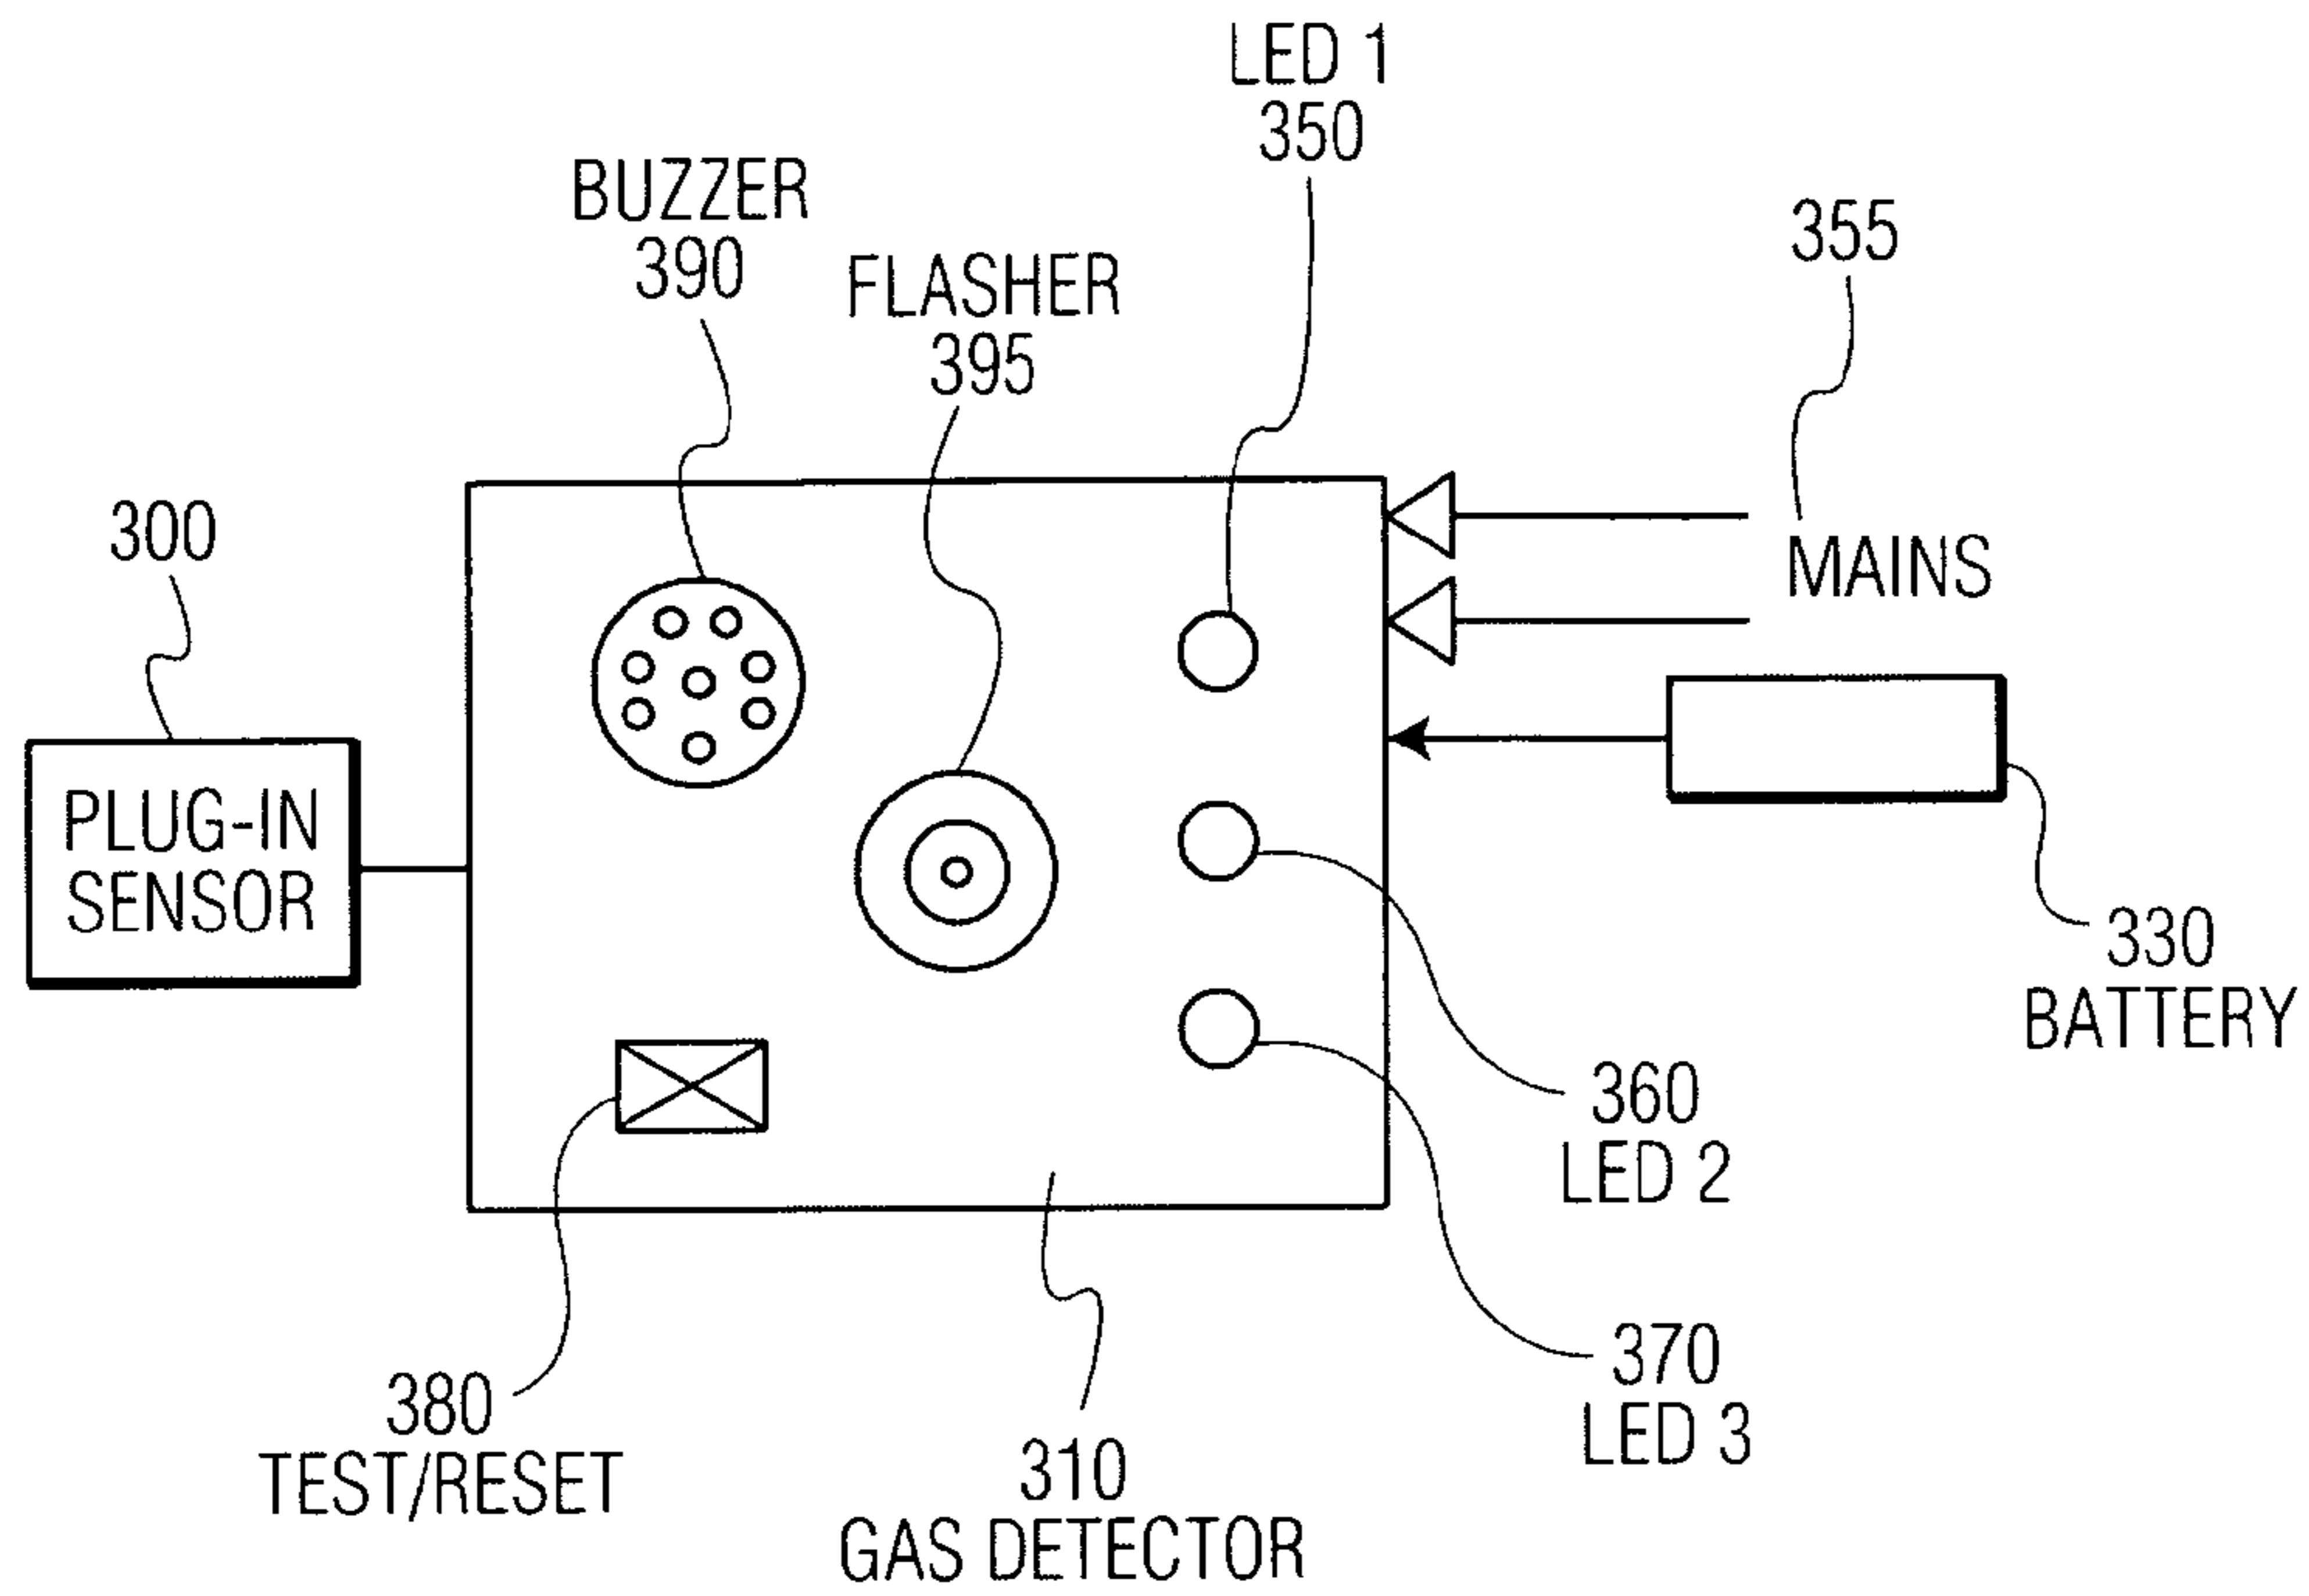 LED 1
350
BUZZER
390
355
FLASHER
395
300
MAINS
PLUG-IN
SENSOR
330
BATTERY
360
LED 2
370
LED 3
380
TEST/RESET
310
GAS DETECTOR